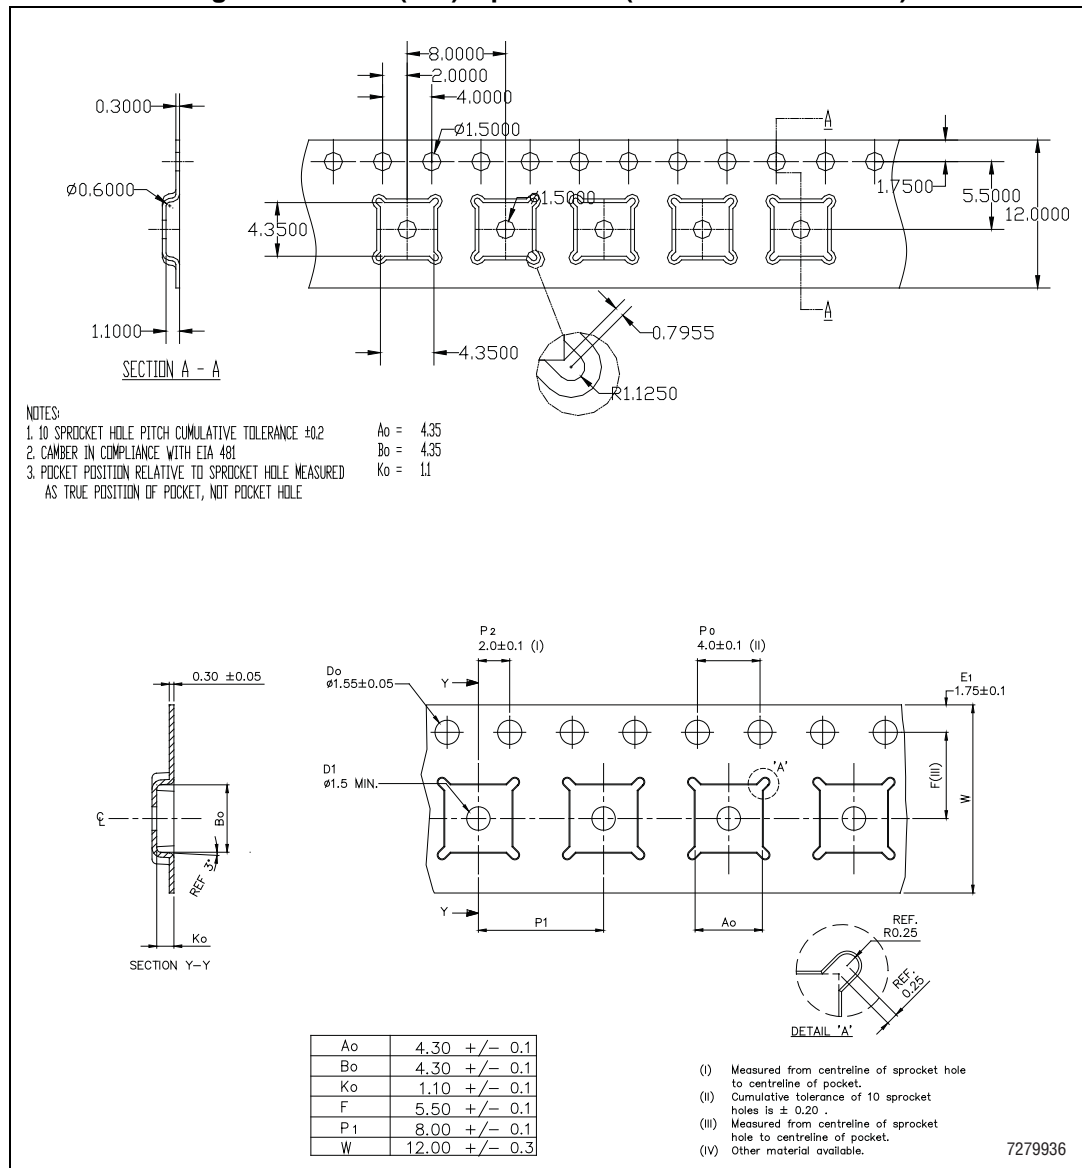 8.0000
2.0000
4.0000
0.3000
Ø1.5000
A
Ø0.6000
1.7500
5.5000
12.0000
Ø1.5000
4.3500
A
1.1000
0.7955
4.3500
R1.1250
SECTION A - A
NOTES:
1. 10 SPROCKET HOLE PITCH CUMULATIVE TOLERANCE ±0.2
2. CAMBER IN COMPLIANCE WITH EIA 481
3. POCKET POSITION RELATIVE TO SPROCKET HOLE MEASURED
AS TRUE POSITION OF POCKET, NOT POCKET HOLE
Ao = 4.35
Bo = 4.35
Ko = 1.1
P2
2.0±0.1 (I)
Po
4.0±0.1 (II)
0.30 ±0.05
Do
Ø1.55±0.05
Y
E1
1.75±0.1
D1
Ø1.5 MIN.
'A'
F(III)
W
Bo
REF 3°
Ko
SECTION Y-Y
Y
P1
Ao
REF.
R0.25
REF.
0.25
DETAIL 'A'
Ao 4.30 +/- 0.1
Bo 4.30 +/- 0.1
Ko 1.10 +/- 0.1
F 5.50 +/- 0.1
P1 8.00 +/- 0.1
W 12.00 +/- 0.3
(I) Measured from centreline of sprocket hole
to centreline of pocket.
(II) Cumulative tolerance of 10 sprocket
holes is ± 0.20 .
(III) Measured from centreline of sprocket
hole to centreline of pocket.
(IV) Other material available.
7279936